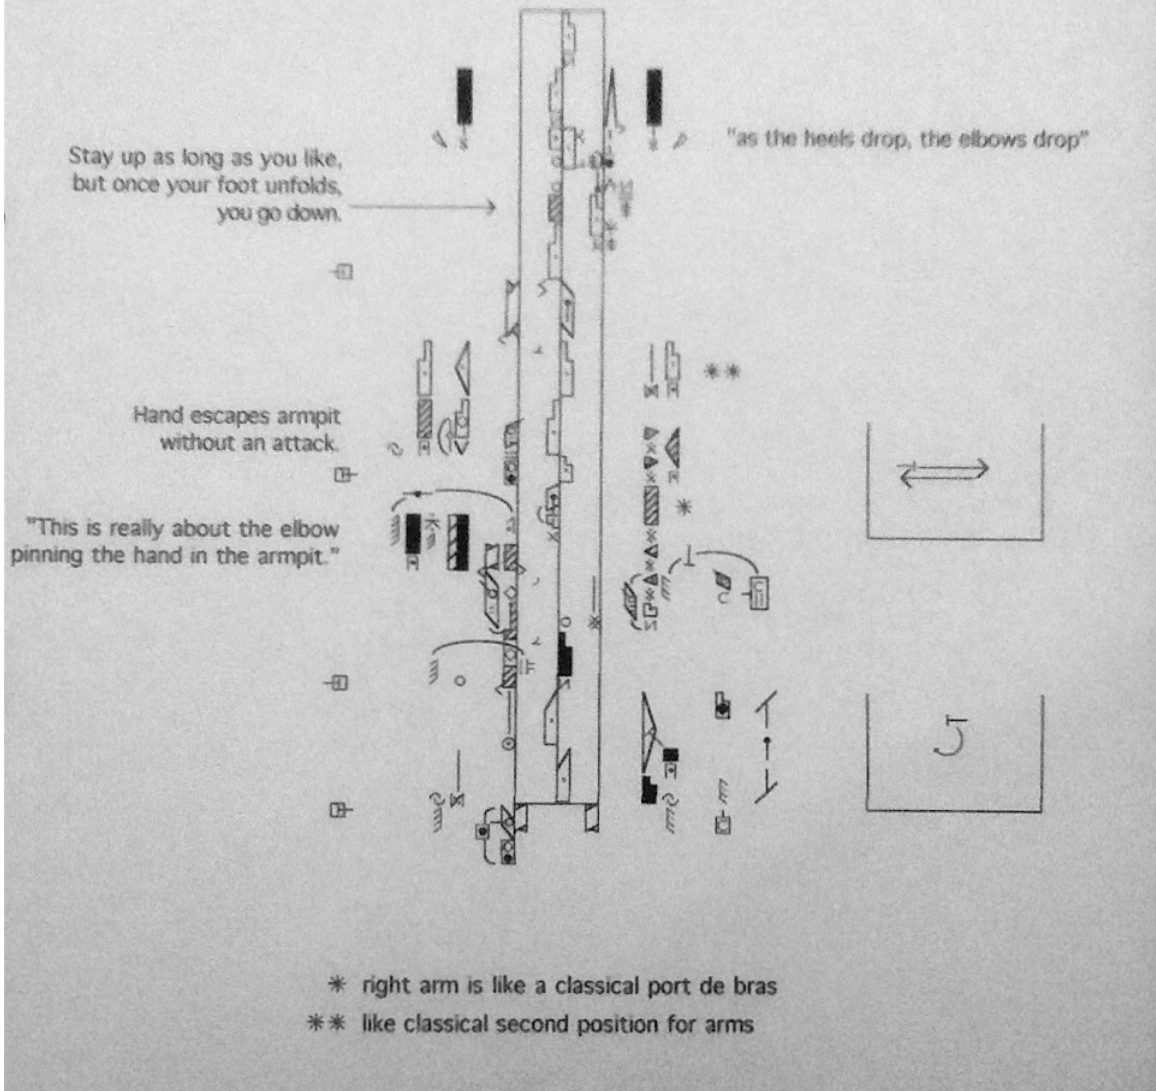 "as the heels drop, the elbows drop"
Stay up as long as you like,
but once your foot unfolds,
you go down.
Hand escapes armpit
without an attack.
"This is really about the elbow
pinning the hand in the armpit."
* right arm is like a classical port de bras
** like classical second position for arms